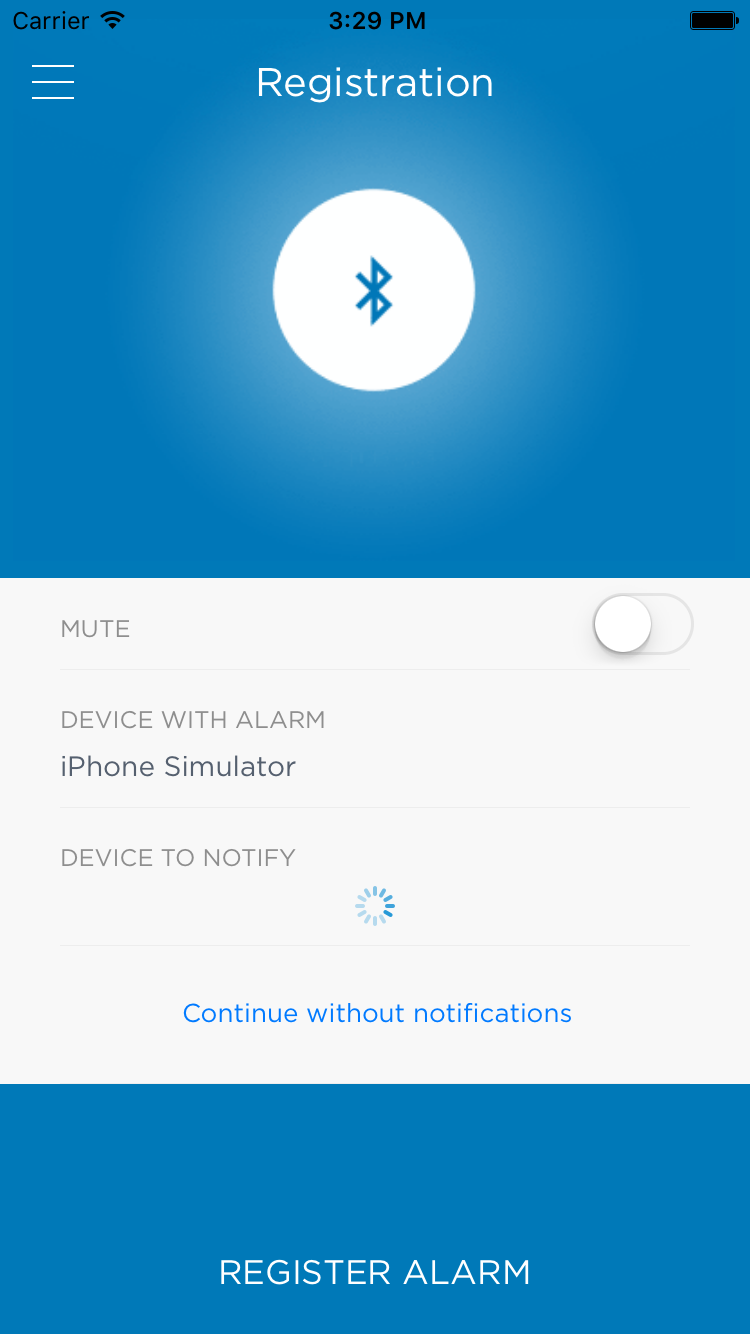 Carrier 3:29 PM
Registration
MUTE
DEVICE WITH ALARM
iPhone Simulator
DEVICE TO NOTIFY
Continue without notifications
REGISTER ALARM